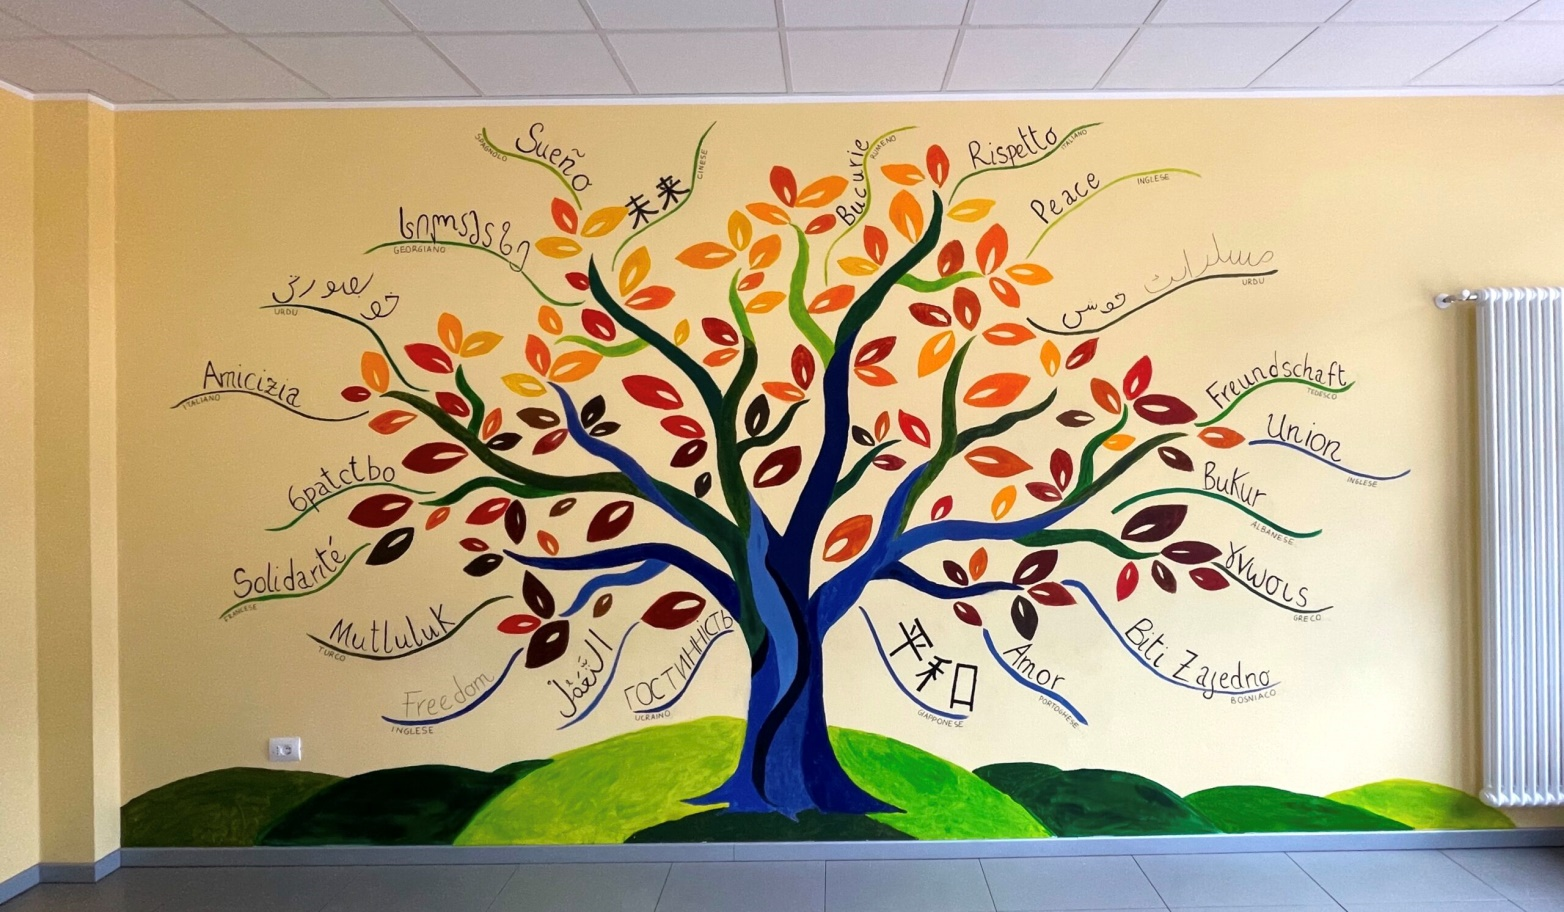 Sueño
SPAGNOLO
未来
CINESE
Bucurie
RUMENO
Rispetto
ITALIANO
Peace
INGLESE
GEORGIANO
خوبصورتی
URDU
URDU
Amicizia
ITALIANO
Freundschaft
TEDESCO
Union
INGLESE
братство
Bukur
ALBANESE
Solidarité
FRANCESE
γνωσις
GRECO
Mutluluk
TURCO
Freedom
INGLESE
ГОСТИННІСТЬ
UCRAINO
平和
GIAPPONESE
Amor
PORTOGHESE
Biti Zajedno
BOSNIACO